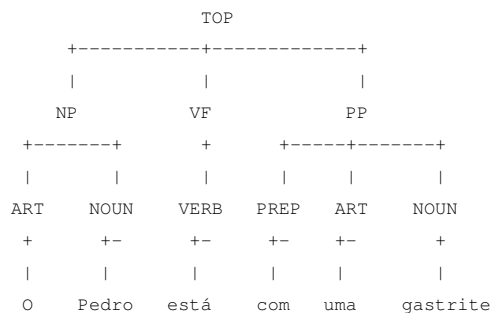 TOP
NP VF PP
ART NOUN VERB PREP ART NOUN
O Pedro está com uma gastrite